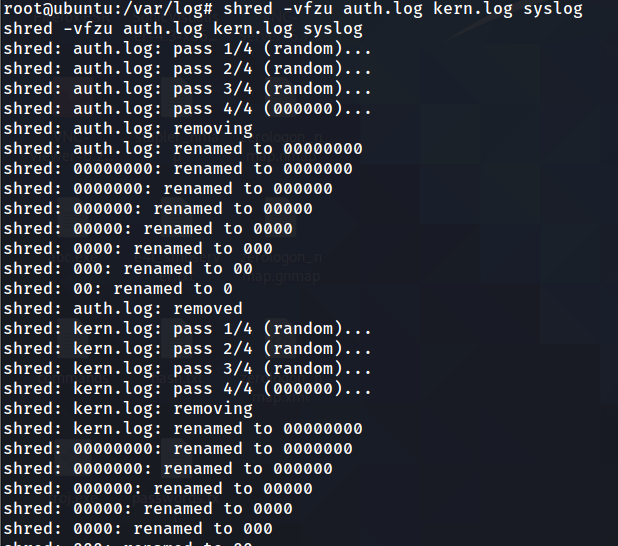 root@ubuntu:/var/log# shred -vfzu auth.log kern.log syslog
shred -vfzu auth.log kern.log syslog
shred: auth.log: pass 1/4 (random)...
shred: auth.log: pass 2/4 (random)...
shred: auth.log: pass 3/4 (random)...
shred: auth.log: pass 4/4 (000000)...
shred: auth.log: removing
shred: auth.log: renamed to 00000000
shred: 00000000: renamed to 0000000
shred: 0000000: renamed to 000000
shred: 000000: renamed to 00000
shred: 00000: renamed to 0000
shred: 0000: renamed to 000
shred: 000: renamed to 00
shred: 00: renamed to 0
shred: auth.log: removed
shred: kern.log: pass 1/4 (random)...
shred: kern.log: pass 2/4 (random)...
shred: kern.log: pass 3/4 (random)...
shred: kern.log: pass 4/4 (000000)...
shred: kern.log: removing
shred: kern.log: renamed to 00000000
shred: 00000000: renamed to 0000000
shred: 0000000: renamed to 000000
shred: 000000: renamed to 00000
shred: 00000: renamed to 0000
shred: 0000: renamed to 000
shred: 000: renamed to 00